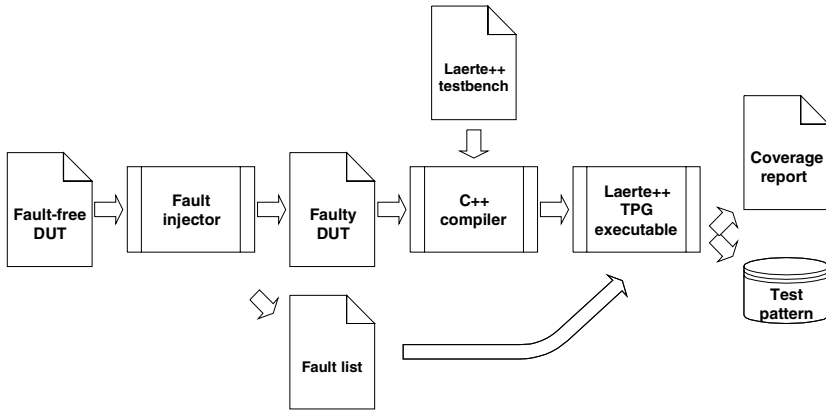 Laerte++
testbench
Fault-free
DUT
Fault
injector
Faulty
DUT
C++
compiler
Laerte++
TPG
executable
Coverage
report
Fault list
Test
pattern